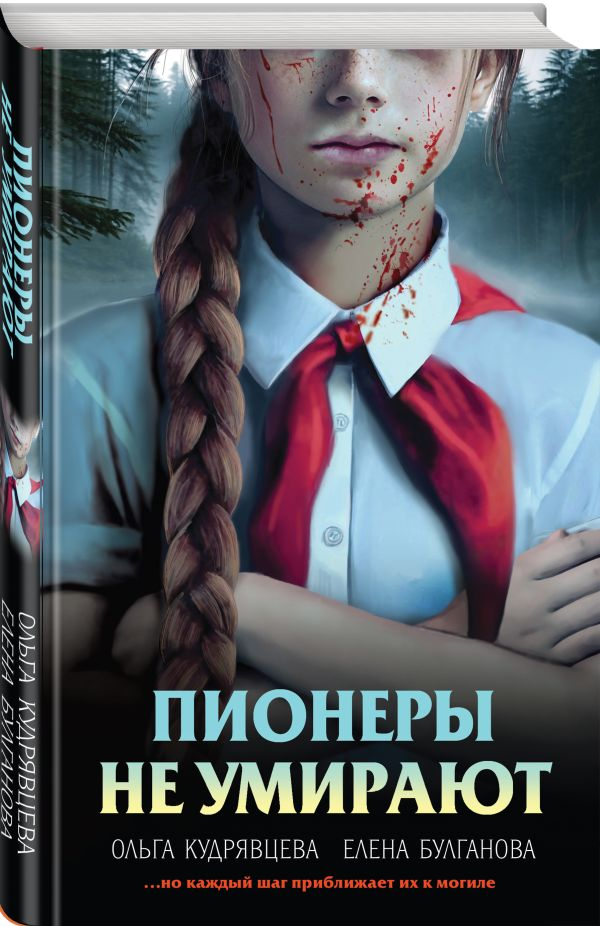 ПИОНЕРЫ
НЕ УМИРАЮТ
ОЛЬГА КУДРЯВЦЕВА ЕЛЕНА БУЛГАНОВА
...но каждый шаг приближает их к могиле
ПИОНЕРЫ
НЕ УМИРАЮТ
ОЛЬГА КУДРЯВЦЕВА
ЕЛЕНА БУЛГАНОВА